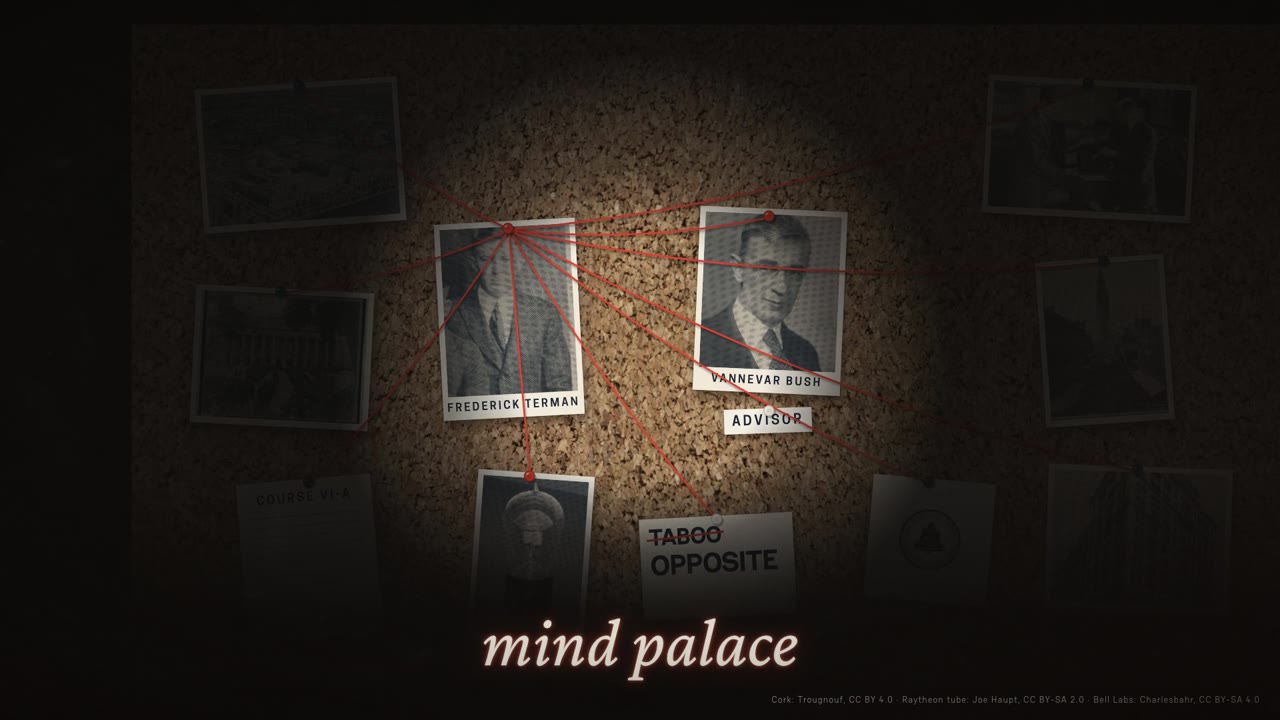 FREDERICK TERMAN
VANNEVAR BUSH
ADVISOR
COURSE VI-A
TABOO
OPPOSITE
mind palace
Cork: Trougnouf, CC BY 4.0 · Raytheon tube: Joe Haupt, CC BY-SA 2.0 · Bell Labs: Charlesbahr, CC BY-SA 4.0